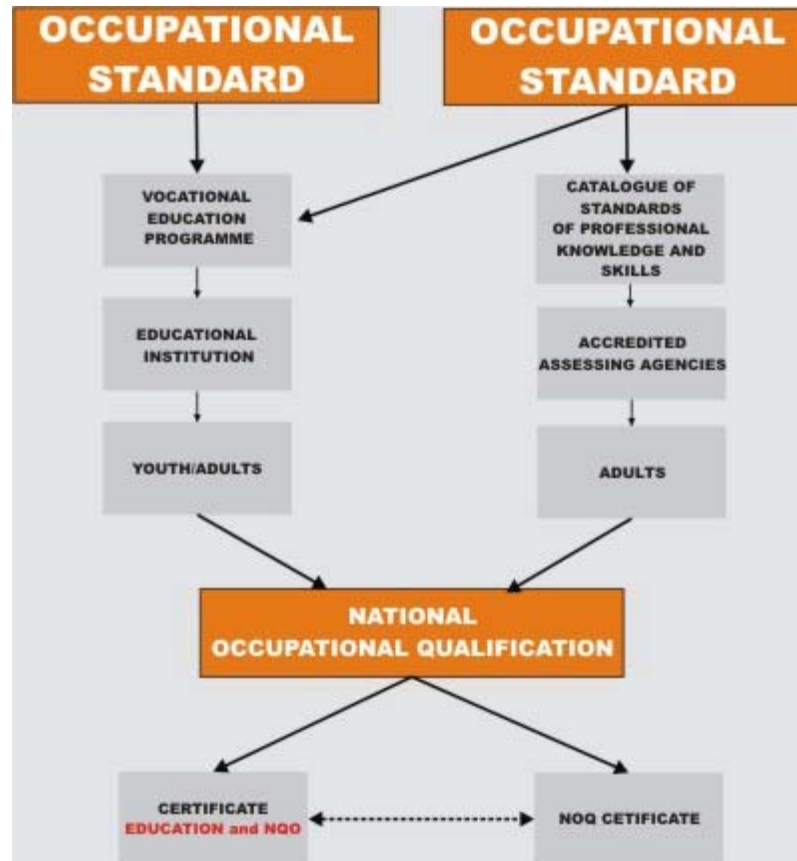 OCCUPATIONAL
STANDARD
OCCUPATIONAL
STANDARD
VOCATIONAL
EDUCATION
PROGRAMME
CATALOGUE OF
STANDARDS
OF PROFESSIONAL
KNOWLEDGE AND
SKILLS
EDUCATIONAL
INSTITUTION
ACCREDITED
ASSESSING AGENCIES
YOUTH/ADULTS
ADULTS
NATIONAL
OCCUPATIONAL QUALIFICATION
CERTIFICATE
EDUCATION and NQO
NOQ CETIFICATE